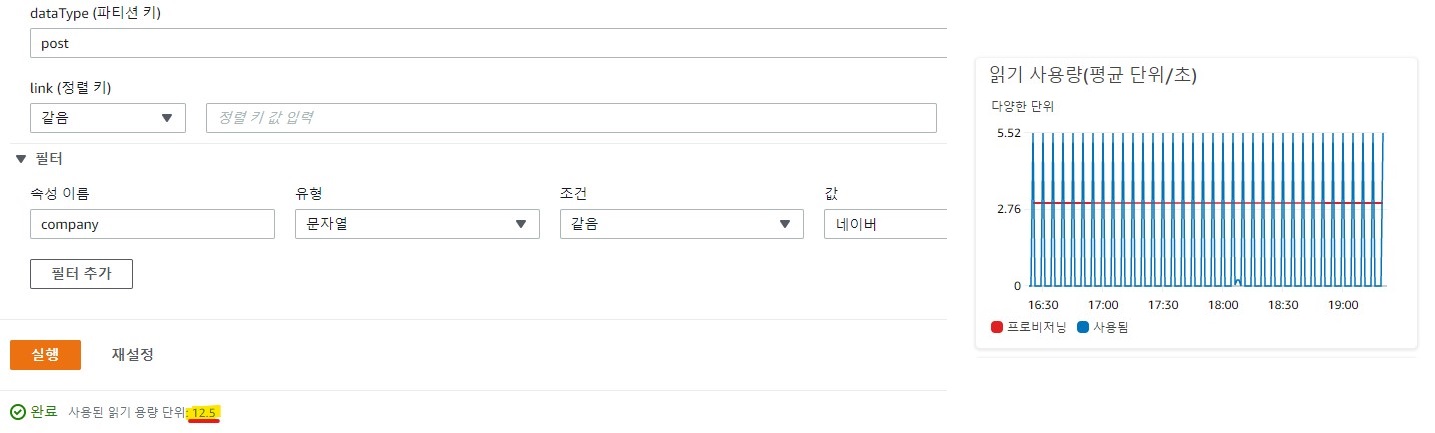 dataType (파티션 키)
post
link (정렬 키)
같음
정렬 키 값 입력
필터
속성 이름 유형 조건 값
company 문자열 같음 네이버
필터 추가
실행 재설정
완료 사용된 읽기 용량 단위: 12.5
읽기 사용량(평균 단위/초)
다양한 단위
5.52
2.76
0
16:30 17:00 17:30 18:00 18:30 19:00
프로비저닝 사용됨